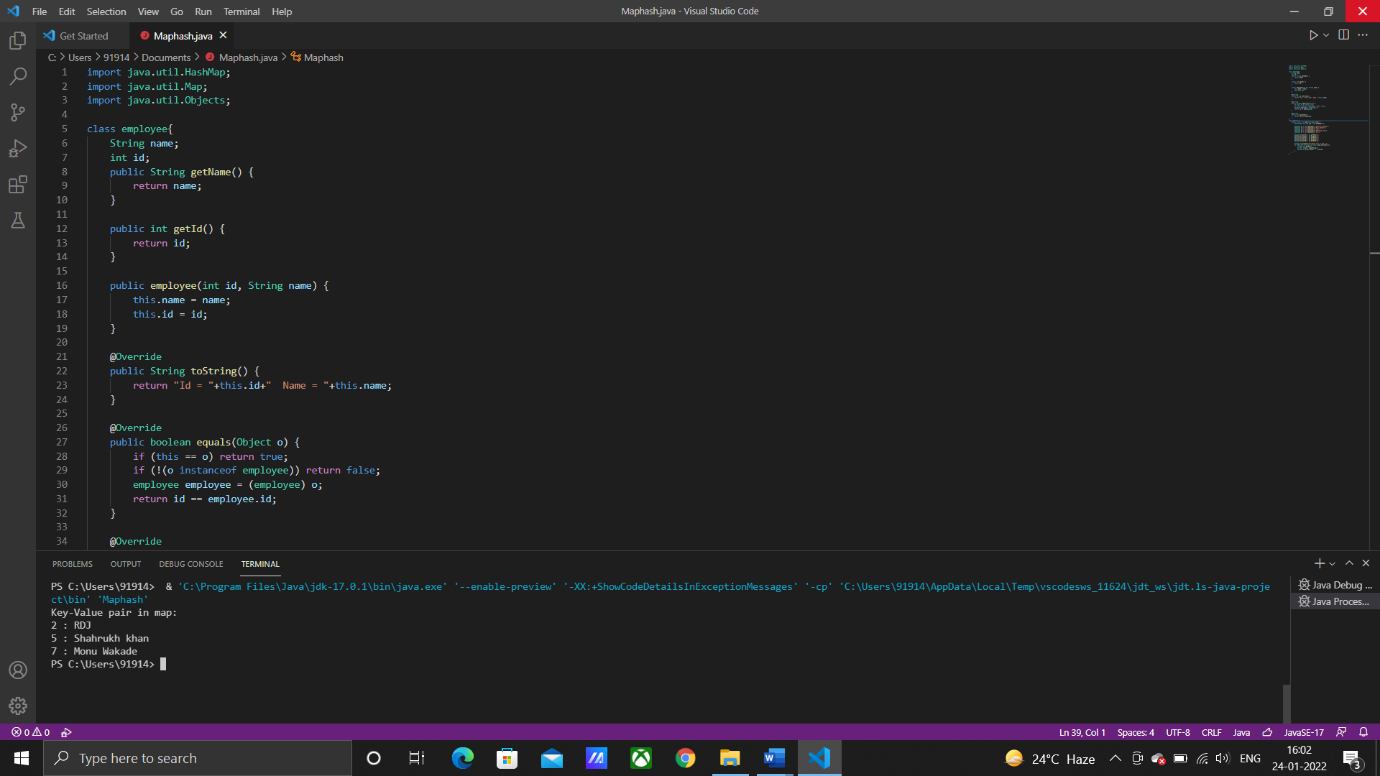 File Edit Selection View Go Run Terminal Help
Maphash.java - Visual Studio Code
Get Started
Maphash.java
C: > Users > 91914 > Documents > Maphash.java > Maphash
1 import java.util.HashMap;
2 import java.util.Map;
3 import java.util.Objects;
4
5 class employee{
6 String name;
7 int id;
8 public String getName() {
9 return name;
10 }
11
12 public int getId() {
13 return id;
14 }
15
16 public employee(int id, String name) {
17 this.name = name;
18 this.id = id;
19 }
20
21 @Override
22 public String toString() {
23 return "Id = "+this.id+"  Name = "+this.name;
24 }
25
26 @Override
27 public boolean equals(Object o) {
28 if (this == o) return true;
29 if (!(o instanceof employee)) return false;
30 employee employee = (employee) o;
31 return id == employee.id;
32 }
33
34 @Override
PROBLEMS OUTPUT DEBUG CONSOLE TERMINAL
PS C:\Users\91914>  & 'C:\Program Files\Java\jdk-17.0.1\bin\java.exe' '--enable-preview' '-XX:+ShowCodeDetailsInExceptionMessages' '-cp' 'C:\Users\91914\AppData\Local\Temp\vscodesws_11624\jdt_ws\jdt.ls-java-proje
ct\bin' 'Maphash'
Key-Value pair in map:
2 : RDJ
5 : Shahrukh khan
7 : Monu Wakade
PS C:\Users\91914>
Java Debug ...
Java Proces...
0 0
Ln 39, Col 1 Spaces: 4 UTF-8 CRLF Java JavaSE-17
Type here to search
24°C Haze
ENG
16:02
24-01-2022
3